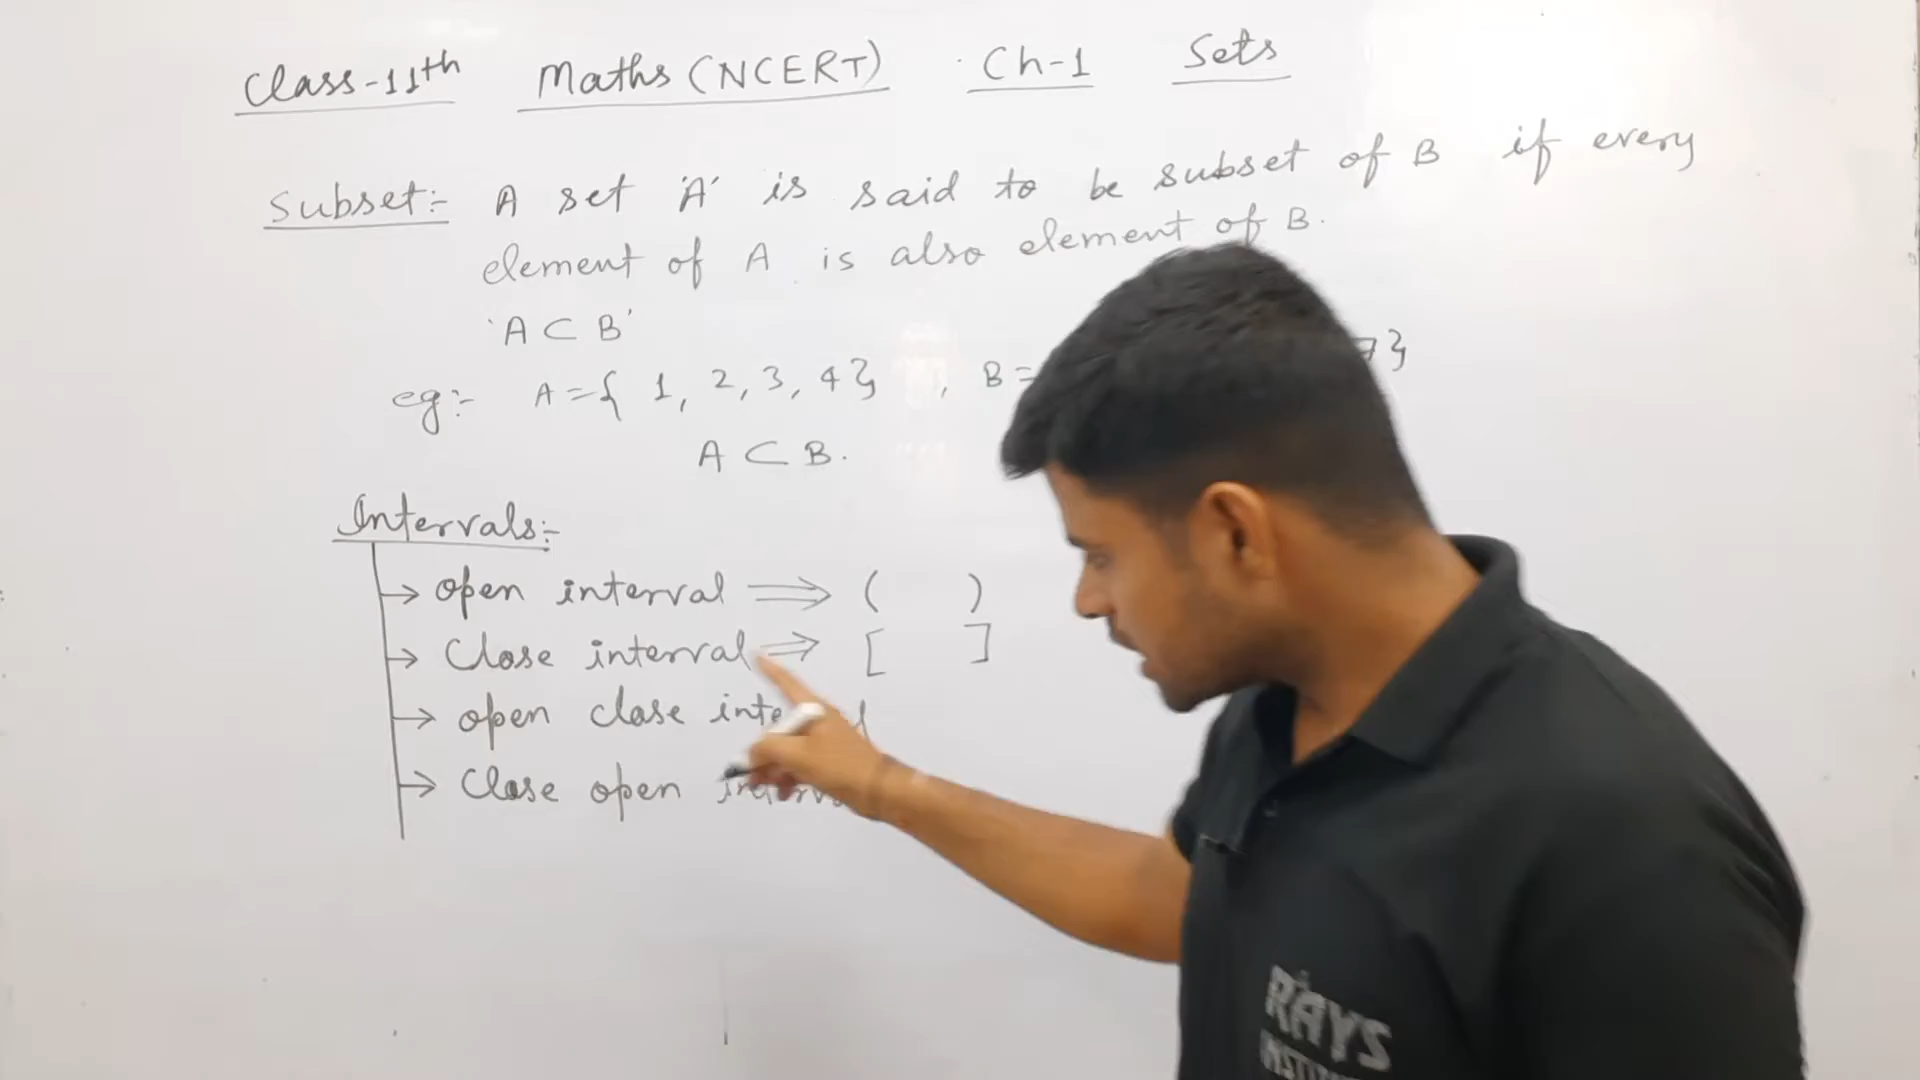 Class-11th Maths (NCERT) Ch-1 Sets
Subset:- A set 'A' is said to be subset of B if every
element of A is also element of B.
'A ⊂ B'
eg:- A = { 1, 2, 3, 4 } , B = 7 }
A ⊂ B.
Intervals:-
→ open interval ⟹ ( )
→ Close interval ⟹ [ ]
→ open close interval
→ Close open interval
RAYS